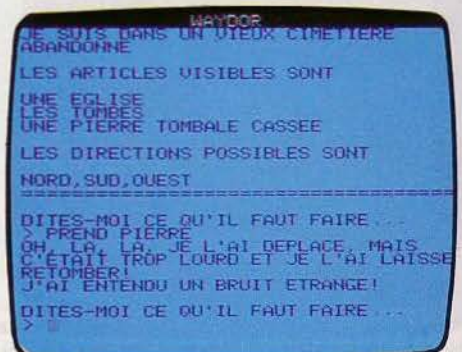 WAYDOR
JE SUIS DANS UN VIEUX CIMETIERE
ABANDONNE
LES ARTICLES VISIBLES SONT
UNE EGLISE
LES TOMBES
UNE PIERRE TOMBALE CASSEE
LES DIRECTIONS POSSIBLES SONT
NORD,SUD,OUEST
========================================
DITES-MOI CE QU'IL FAUT FAIRE...
> PREND PIERRE
OH, LA, LA, JE L'AI DEPLACE, MAIS
C'ETAIT TROP LOURD ET JE L'AI LAISSE
RETOMBER!
J'AI ENTENDU UN BRUIT ETRANGE!
DITES-MOI CE QU'IL FAUT FAIRE...
>